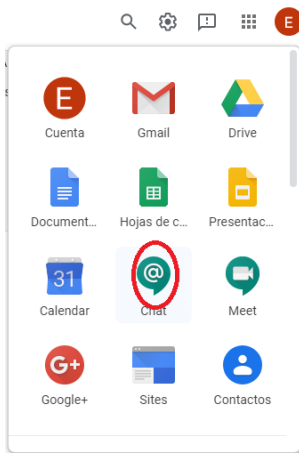 E
E
Cuenta Gmail Drive
Document... Hojas de c... Presentac...
31
Calendar Chat Meet
G+
Google+ Sites Contactos